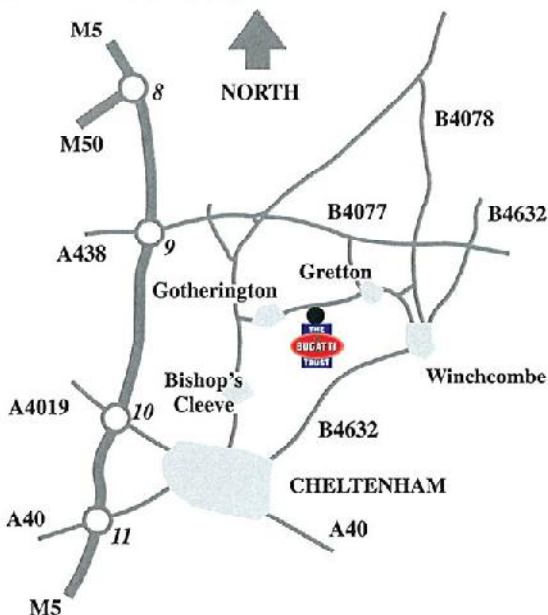 M5
8
NORTH
M50
B4078
B4077
B4632
A438
9
Gretton
Gotherington
THE
BUGATTI
TRUST
Bishop's
Cleeve
Winchcombe
A4019
10
B4632
CHELTENHAM
A40
11
A40
M5